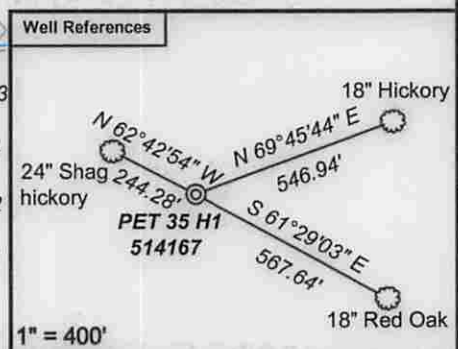 Well References
18" Hickory
N 62°42'54" W
N 69°45'44" E
24" Shag
hickory
244.28'
546.94'
PET 35 H1
514167
S 61°29'03" E
567.64'
18" Red Oak
1" = 400'
3